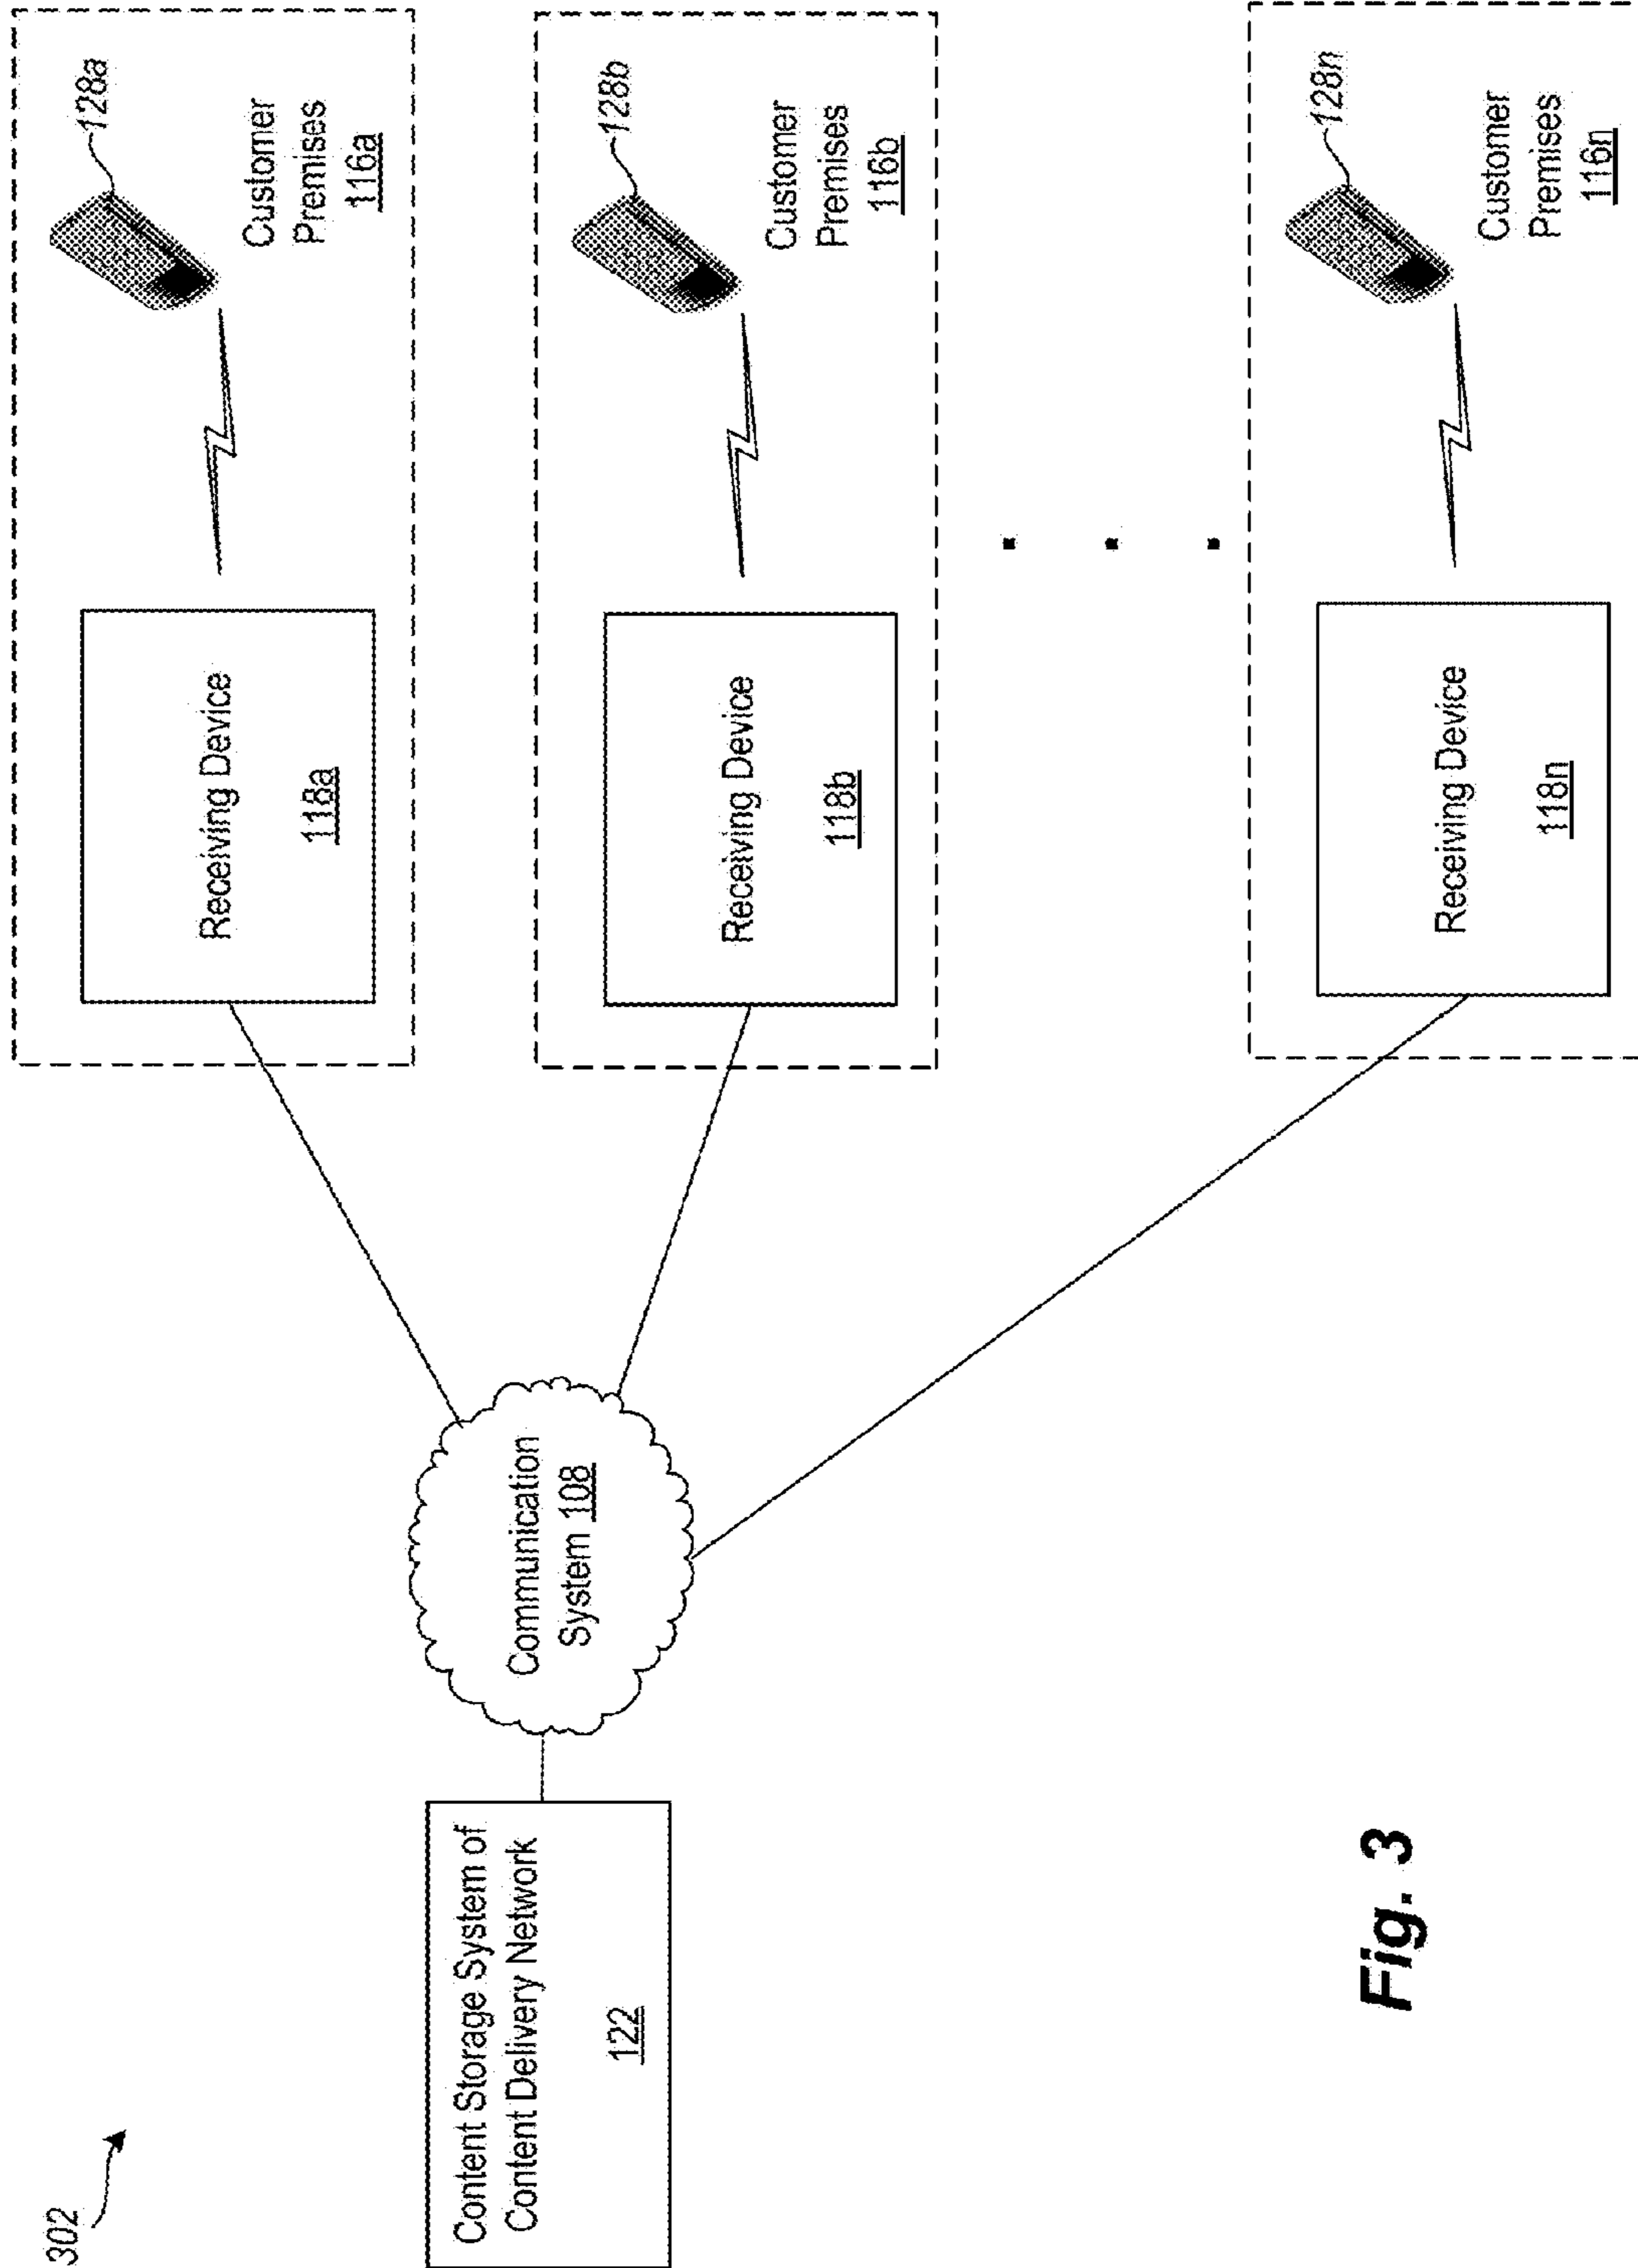 302
Content Storage System of
Content Delivery Network
122
Communication
System 108
Receiving Device
118a
128a
Customer
Premises
116a
Receiving Device
118b
128b
Customer
Premises
116b
Receiving Device
118n
128n
Customer
Premises
116n
Fig. 3